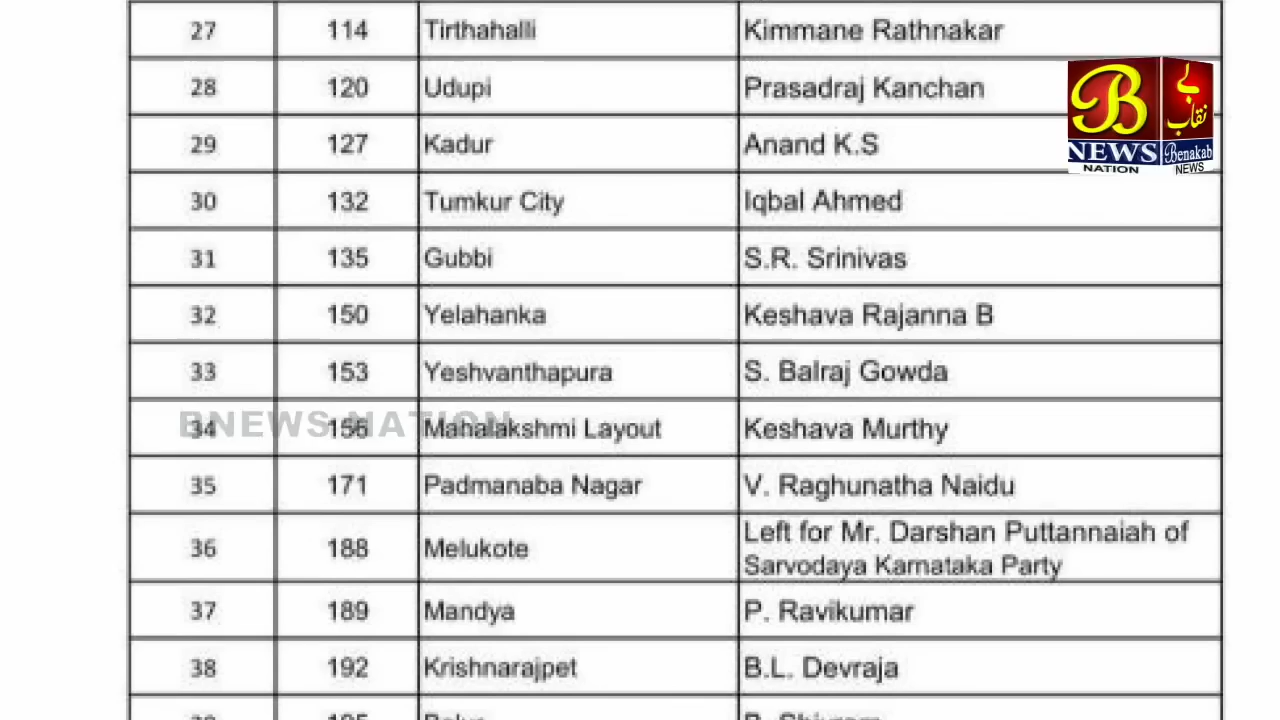 27 114 Tirthahalli Kimmane Rathnakar
28 120 Udupi Prasadraj Kanchan
29 127 Kadur Anand K.S
30 132 Tumkur City Iqbal Ahmed
31 135 Gubbi S.R. Srinivas
32 150 Yelahanka Keshava Rajanna B
33 153 Yeshvanthapura S. Balraj Gowda
34 156 Mahalakshmi Layout Keshava Murthy
35 171 Padmanaba Nagar V. Raghunatha Naidu
36 188 Melukote Left for Mr. Darshan Puttannaiah of
Sarvodaya Karnataka Party
37 189 Mandya P. Ravikumar
38 192 Krishnarajpet B.L. Devraja
B
NEWS
NATION
بے
نقاب
Benakab
NEWS
BNEWS NATION